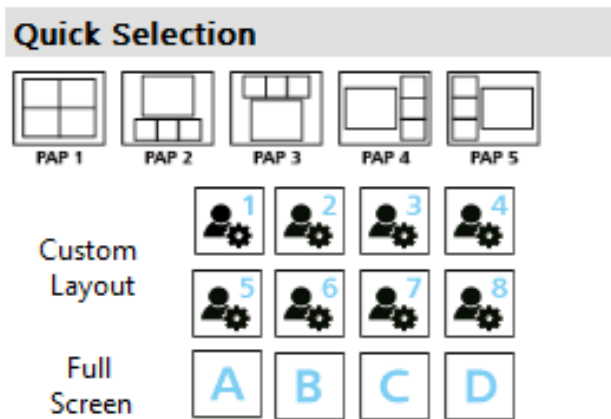 Quick Selection
PAP 1 PAP 2 PAP 3 PAP 4 PAP 5
Custom
Layout
1 2 3 4
5 6 7 8
Full
Screen
A B C D